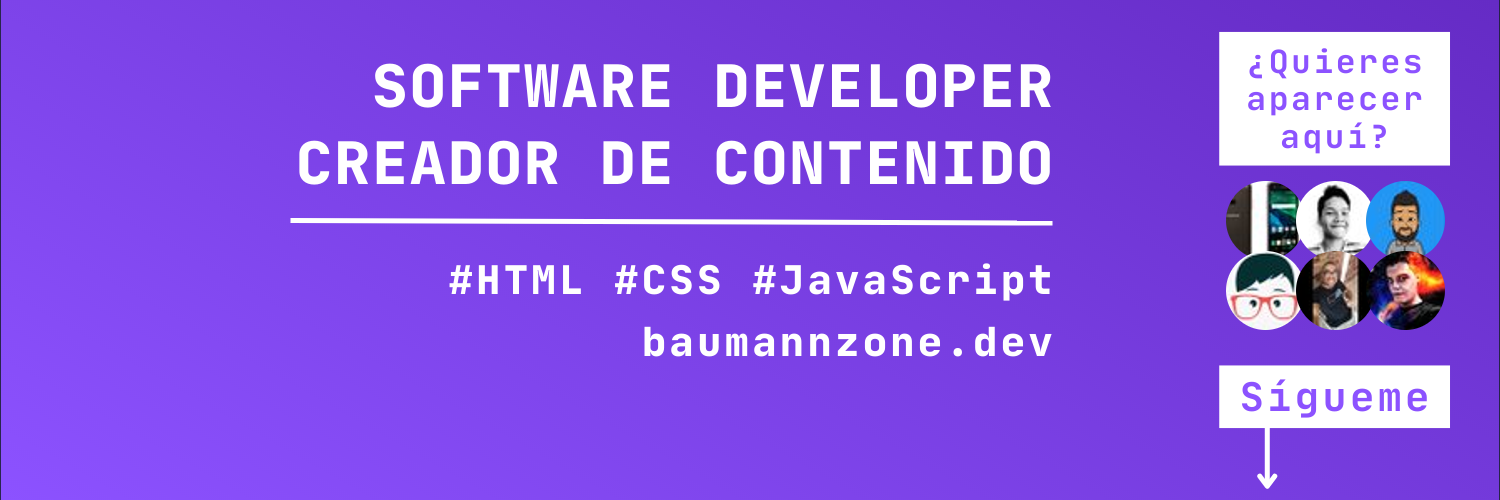 SOFTWARE DEVELOPER
CREADOR DE CONTENIDO
#HTML #CSS #JavaScript
baumannzone.dev
¿Quieres
aparecer
aquí?
Sígueme